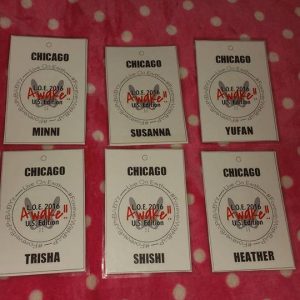 CHICAGO
L.O.E. 2016
Awake!!
U.S. Edition
MINNI
CHICAGO
L.O.E. 2016
Awake!!
U.S. Edition
SUSANNA
CHICAGO
L.O.E. 2016
Awake!!
U.S. Edition
YUFAN
CHICAGO
L.O.E. 2016
Awake!!
U.S. Edition
TRISHA
CHICAGO
L.O.E. 2016
Awake!!
U.S. Edition
SHISHI
CHICAGO
L.O.E. 2016
Awake!!
U.S. Edition
HEATHER